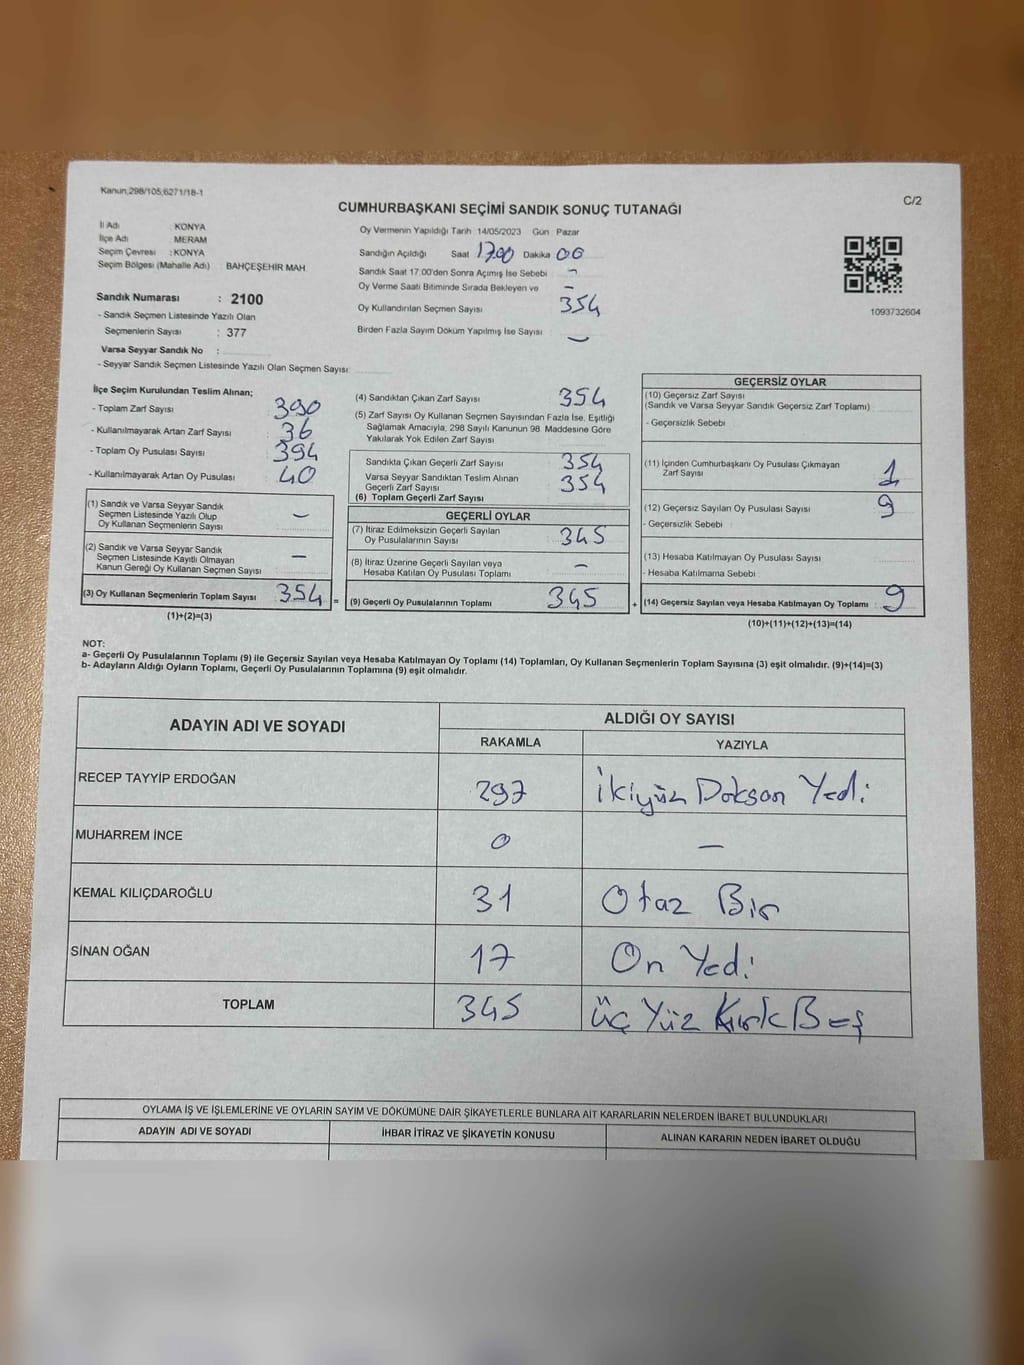 Kanun,298/105,6271/18-1
C/2
CUMHURBAŞKANI SEÇİMİ SANDIK SONUÇ TUTANAĞI
İl Adı : KONYA
İlçe Adı : MERAM
Seçim Çevresi : KONYA
Seçim Bölgesi (Mahalle Adı) BAHÇEŞEHİR MAH
Sandık Numarası : 2100
- Sandık Seçmen Listesinde Yazılı Olan
Seçmenlerin Sayısı : 377
Varsa Seyyar Sandık No :
- Seyyar Sandık Seçmen Listesinde Yazılı Olan Seçmen Sayısı:
Oy Vermenin Yapıldığı Tarih 14/05/2023 Gün Pazar
Sandığın Açıldığı Saat 17.00 Dakika 00
Sandık Saat 17:00'den Sonra Açımış İse Sebebi -
Oy Verme Saati Bitiminde Sırada Bekleyen ve -
Oy Kullandırılan Seçmen Sayısı 354
Birden Fazla Sayım Döküm Yapılmış İse Sayısı -
1093732604
İlçe Seçim Kurulundan Teslim Alınan;
- Toplam Zarf Sayısı 390
- Kullanılmayarak Artan Zarf Sayısı 36
- Toplam Oy Pusulası Sayısı 394
- Kullanılmayarak Artan Oy Pusulası 40
(1) Sandık ve Varsa Seyyar Sandık
Seçmen Listesinde Yazılı Olup
Oy Kullanan Seçmenlerin Sayısı -
(2) Sandık ve Varsa Seyyar Sandık
Seçmen Listesinde Kayıtlı Olmayan
Kanun Gereği Oy Kullanan Seçmen Sayısı -
(3) Oy Kullanan Seçmenlerin Toplam Sayısı 354 =
(1)+(2)=(3)
(4) Sandıktan Çıkan Zarf Sayısı 354
(5) Zarf Sayısı Oy Kullanan Seçmen Sayısından Fazla İse, Eşitliği
Sağlamak Amacıyla, 298 Sayılı Kanunun 98. Maddesine Göre
Yakılarak Yok Edilen Zarf Sayısı
Sandıkta Çıkan Geçerli Zarf Sayısı 354
Varsa Seyyar Sandıktan Teslim Alınan
Geçerli Zarf Sayısı 354
(6) Toplam Geçerli Zarf Sayısı
GEÇERLİ OYLAR
(7) İtiraz Edilmeksizin Geçerli Sayılan
Oy Pusulalarının Sayısı 345
(8) İtiraz Üzerine Geçerli Sayılan veya
Hesaba Katılan Oy Pusulası Toplamı -
(9) Geçerli Oy Pusulalarının Toplamı 345 +
GEÇERSİZ OYLAR
(10) Geçersiz Zarf Sayısı
(Sandık ve Varsa Seyyar Sandık Geçersiz Zarf Toplamı)
- Geçersizlik Sebebi
(11) İçinden Cumhurbaşkanı Oy Pusulası Çıkmayan
Zarf Sayısı 1
(12) Geçersiz Sayılan Oy Pusulası Sayısı 9
- Geçersizlik Sebebi
(13) Hesaba Katılmayan Oy Pusulası Sayısı
- Hesaba Katılmama Sebebi
(14) Geçersiz Sayılan veya Hesaba Katılmayan Oy Toplamı : 9
(10)+(11)+(12)+(13)=(14)
NOT:
a- Geçerli Oy Pusulalarının Toplamı (9) ile Geçersiz Sayılan veya Hesaba Katılmayan Oy Toplamı (14) Toplamları, Oy Kullanan Seçmenlerin Toplam Sayısına (3) eşit olmalıdır. (9)+(14)=(3)
b- Adayların Aldığı Oyların Toplamı, Geçerli Oy Pusulalarının Toplamına (9) eşit olmalıdır.
ADAYIN ADI VE SOYADI ALDIĞI OY SAYISI
RAKAMLA YAZIYLA
RECEP TAYYİP ERDOĞAN 297 İkiyüz Doksan Yedi
MUHARREM İNCE 0 -
KEMAL KILIÇDAROĞLU 31 Otuz Bir
SİNAN OĞAN 17 On Yedi
TOPLAM 345 üç Yüz Kırk Beş
OYLAMA İŞ VE İŞLEMLERİNE VE OYLARIN SAYIM VE DÖKÜMÜNE DAİR ŞİKAYETLERLE BUNLARA AİT KARARLARIN NELERDEN İBARET BULUNDUKLARI
ADAYIN ADI VE SOYADI İHBAR İTİRAZ VE ŞİKAYETİN KONUSU ALINAN KARARIN NEDEN İBARET OLDUĞU